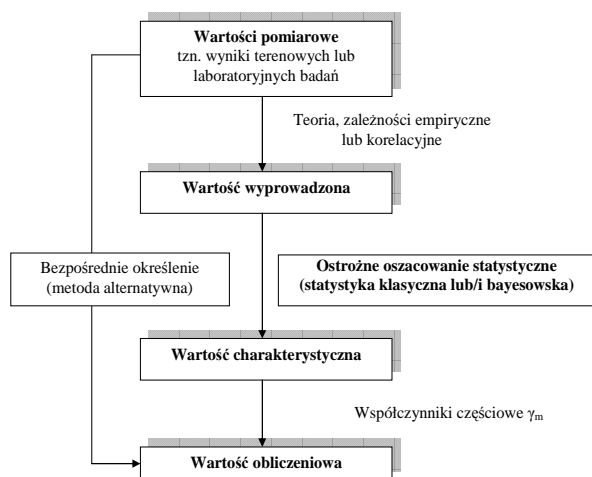 Wartości pomiarowe
tzn. wyniki terenowych lub
laboratoryjnych badań
Teoria, zależności empiryczne
lub korelacyjne
Wartość wyprowadzona
Bezpośrednie określenie
(metoda alternatywna)
Ostrożne oszacowanie statystyczne
(statystyka klasyczna lub/i bayesowska)
Wartość charakterystyczna
Współczynniki częściowe γm
Wartość obliczeniowa